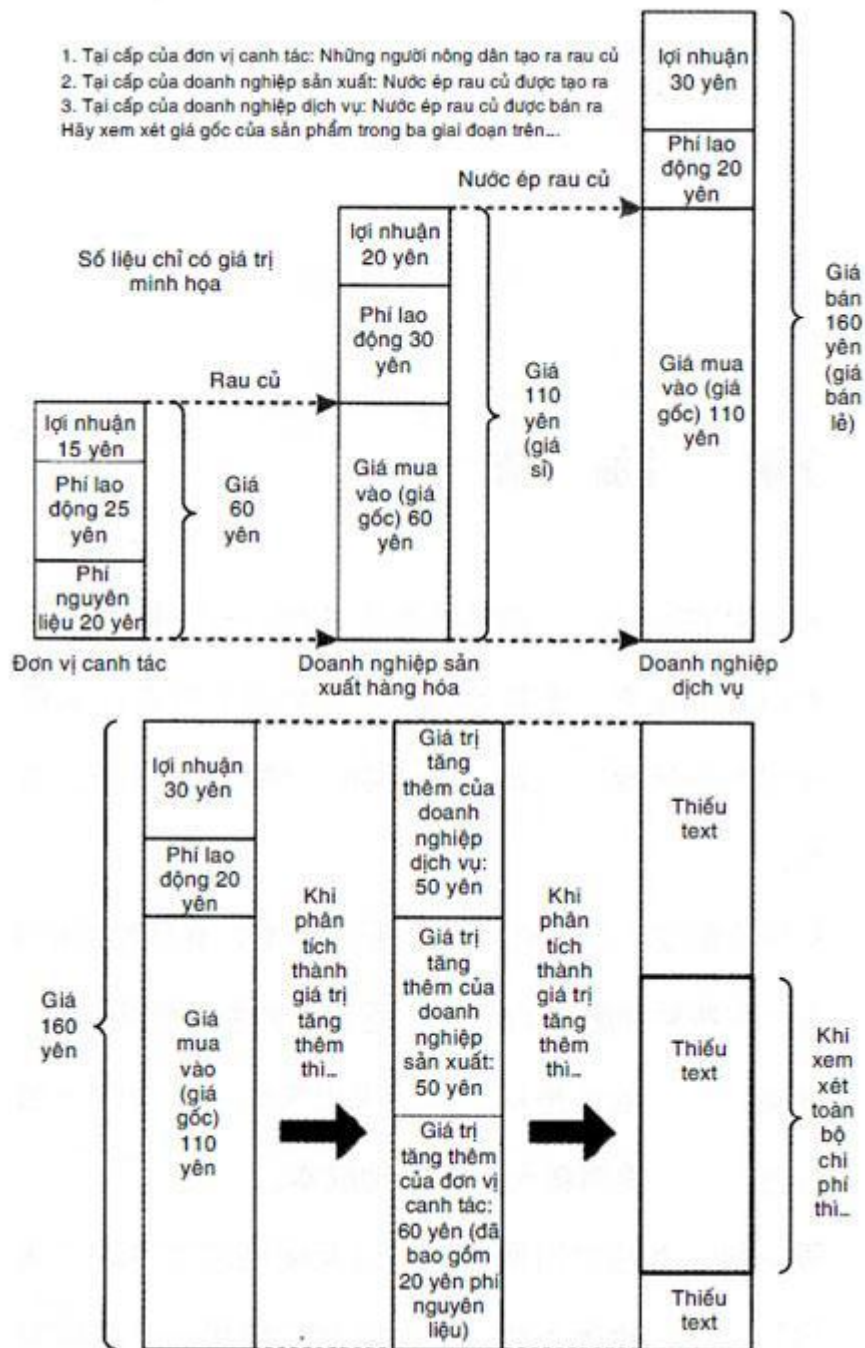 1. Tại cấp của đơn vị canh tác: Những người nông dân tạo ra rau củ
2. Tại cấp của doanh nghiệp sản xuất: Nước ép rau củ được tạo ra
3. Tại cấp của doanh nghiệp dịch vụ: Nước ép rau củ được bán ra
Hãy xem xét giá gốc của sản phẩm trong ba giai đoạn trên...
Số liệu chỉ có giá trị
minh họa
lợi nhuận
15 yên
Phí lao
động 25
yên
Phí
nguyên
liệu 20 yên
Giá
60
yên
Đơn vị canh tác
Rau củ
lợi nhuận
20 yên
Phí lao
động 30
yên
Giá mua
vào (giá
gốc) 60
yên
Giá
110
yên
(giá
sỉ)
Doanh nghiệp sản
xuất hàng hóa
Nước ép rau củ
lợi nhuận
30 yên
Phí lao
động 20
yên
Giá mua
vào (giá
gốc) 110
yên
Giá
bán
160
yên
(giá
bán
lẻ)
Doanh nghiệp
dịch vụ
Giá
160
yên
lợi nhuận
30 yên
Phí lao
động 20
yên
Giá
mua
vào
(giá
gốc)
110
yên
Khi
phân
tích
thành
giá trị
tăng
thêm
thì...
Giá trị
tăng
thêm của
doanh
nghiệp
dịch vụ:
50 yên
Giá trị
tăng
thêm của
doanh
nghiệp
sản xuất:
50 yên
Giá trị
tăng thêm
của đơn vị
canh tác:
60 yên (đã
bao gồm
20 yên phí
nguyên
liệu)
Khi
phân
tích
thành
giá trị
tăng
thêm
thì...
Thiếu
text
Thiếu
text
Thiếu
text
Khi
xem
xét
toàn
bộ
chi
phí
thì...